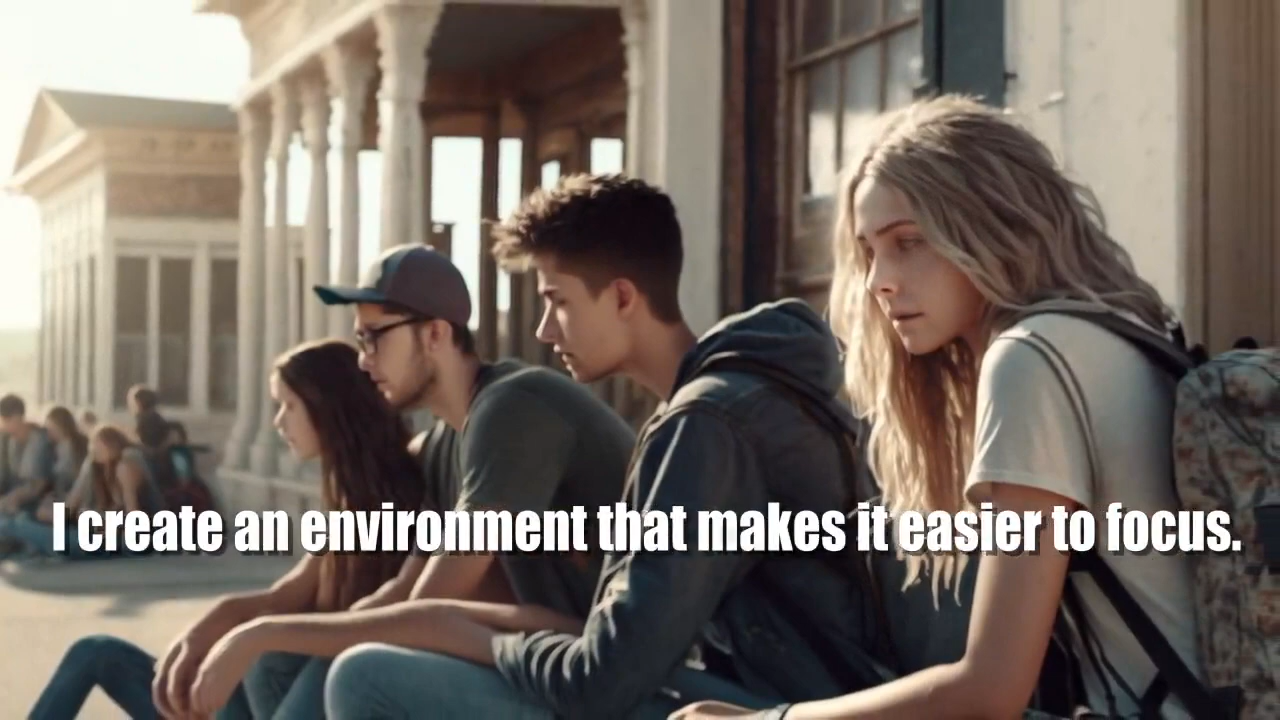 I create an environment that makes it easier to focus.